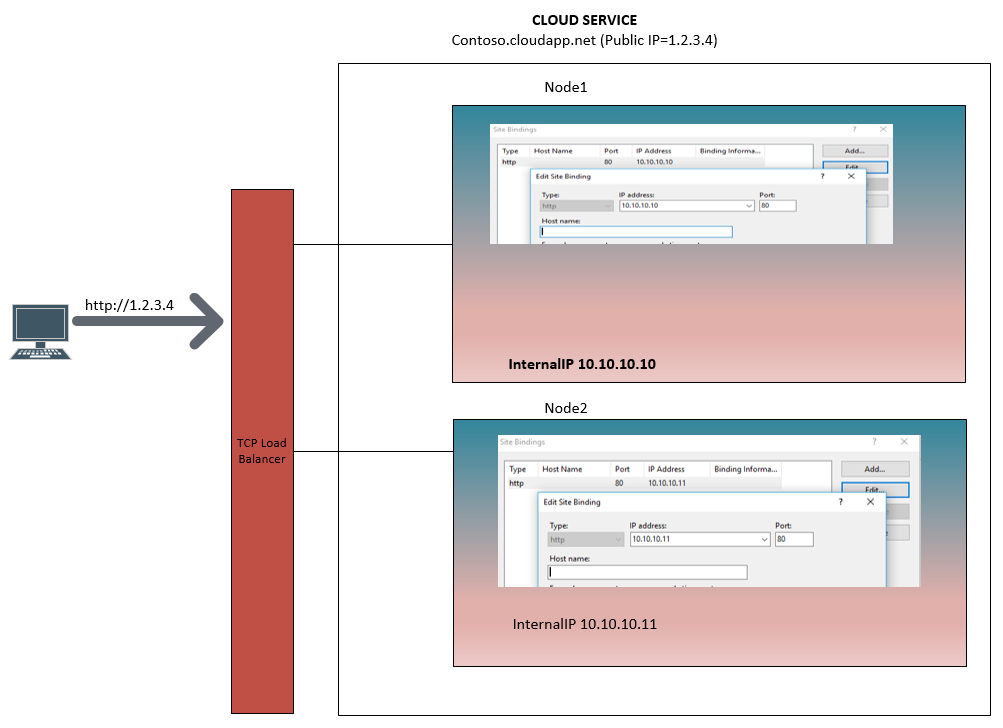 CLOUD SERVICE
Contoso.cloudapp.net (Public IP=1.2.3.4)
Node1
Site Bindings ? ✕
Type Host Name Port IP Address Binding Informa... Add...
http 80 10.10.10.10 Edit...
Edit Site Binding ? ✕
Type: IP address: Port:
http 10.10.10.10 80
Host name:
http://1.2.3.4
InternalIP 10.10.10.10
Node2
TCP Load
Balancer
Site Bindings ? ✕
Type Host Name Port IP Address Binding Informa... Add...
http 80 10.10.10.11 Edit...
Edit Site Binding ? ✕
Type: IP address: Port:
http 10.10.10.11 80
Host name:
InternalIP 10.10.10.11